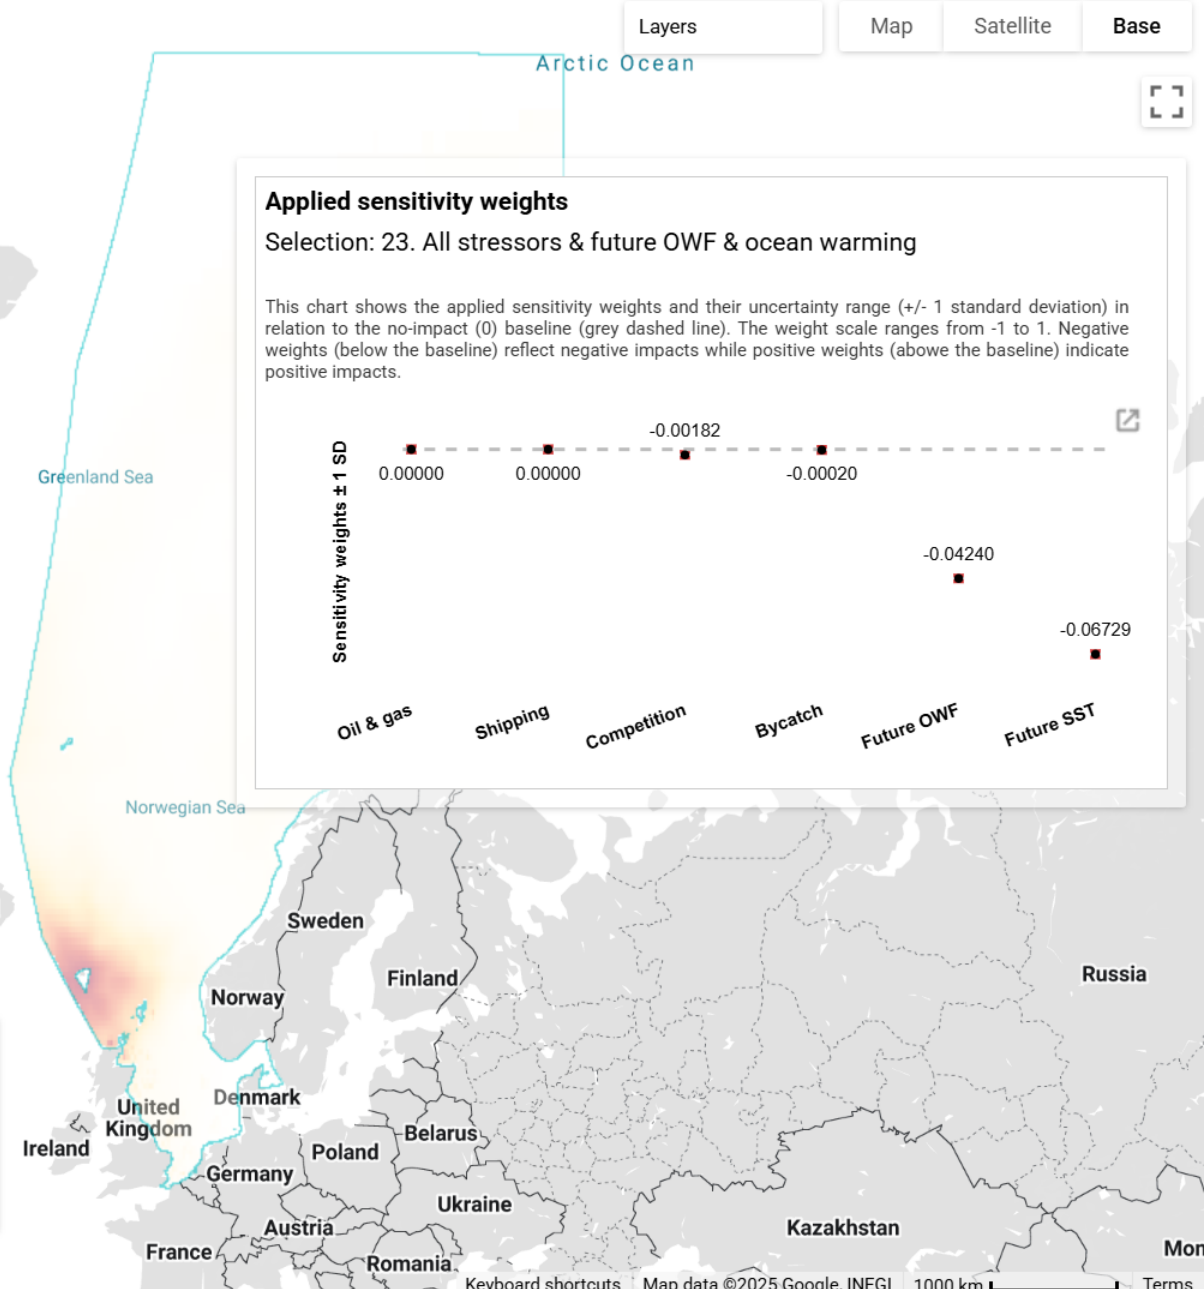 Layers
Map
Satellite
Base
Arctic Ocean
Applied sensitivity weights
Selection: 23. All stressors & future OWF & ocean warming
This chart shows the applied sensitivity weights and their uncertainty range (+/- 1 standard deviation) in
relation to the no-impact (0) baseline (grey dashed line). The weight scale ranges from -1 to 1. Negative
weights (below the baseline) reflect negative impacts while positive weights (abowe the baseline) indicate
positive impacts.
Sensitivity weights ± 1 SD
0.00000
0.00000
-0.00182
-0.00020
-0.04240
-0.06729
Oil & gas
Shipping
Competition
Bycatch
Future OWF
Future SST
Greenland Sea
Norwegian Sea
Sweden
Finland
Norway
Russia
Denmark
United
Kingdom
Ireland
Belarus
Poland
Germany
Ukraine
Austria
Kazakhstan
France
Romania
Mon
Keyboard shortcuts
Map data ©2025 Google, INEGI
1000 km
Terms